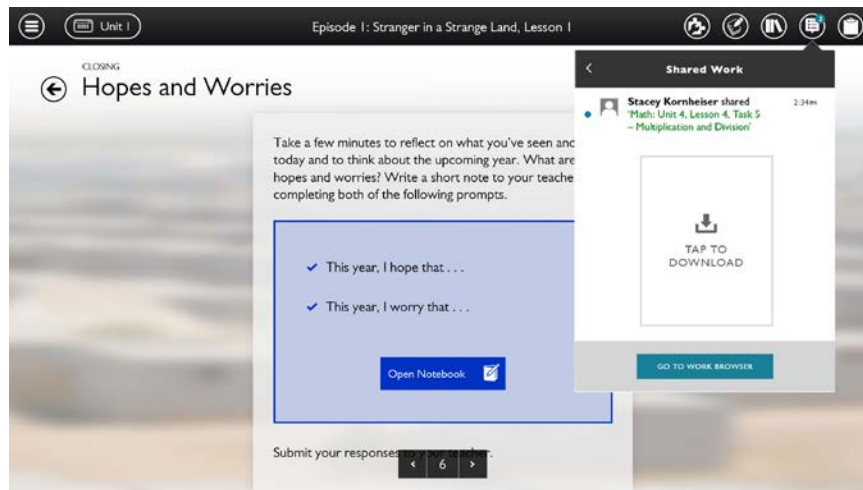 Unit 1
Episode 1: Stranger in a Strange Land, Lesson 1
CLOSING
Hopes and Worries
Take a few minutes to reflect on what you've seen and
today and to think about the upcoming year. What are
hopes and worries? Write a short note to your teache
completing both of the following prompts.
This year, I hope that . . .
This year, I worry that . . .
Open Notebook
Submit your responses to your teacher.
6
Shared Work
Stacey Kornheiser shared
2:34PM
'Math: Unit 4, Lesson 4, Task 5
– Multiplication and Division'
TAP TO
DOWNLOAD
GO TO WORK BROWSER